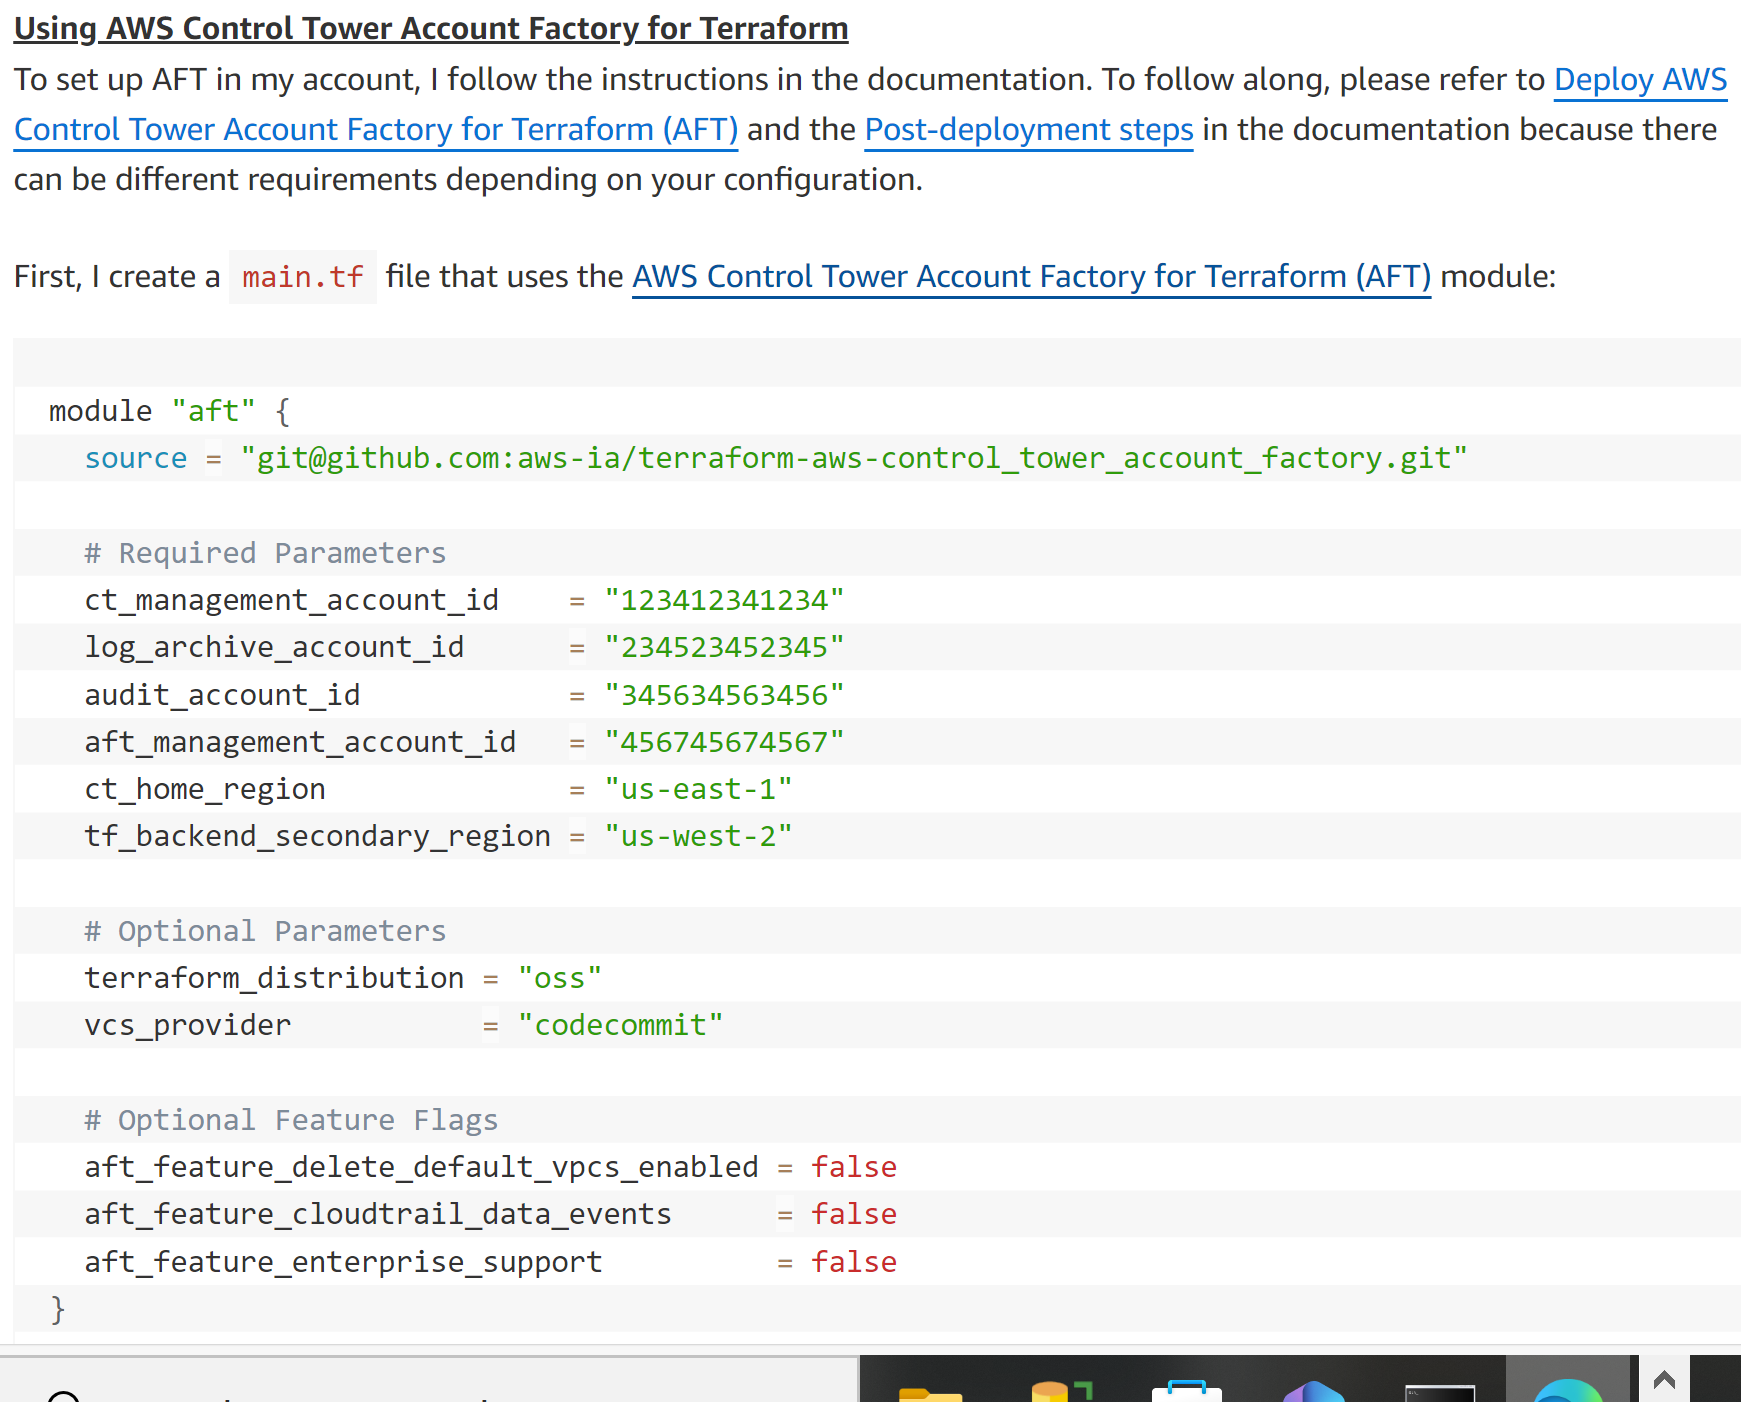 Using AWS Control Tower Account Factory for Terraform
To set up AFT in my account, I follow the instructions in the documentation. To follow along, please refer to Deploy AWS
Control Tower Account Factory for Terraform (AFT) and the Post-deployment steps in the documentation because there
can be different requirements depending on your configuration.
First, I create a main.tf file that uses the AWS Control Tower Account Factory for Terraform (AFT) module:
module "aft" {
  source = "git@github.com:aws-ia/terraform-aws-control_tower_account_factory.git"
  # Required Parameters
  ct_management_account_id    = "123412341234"
  log_archive_account_id      = "234523452345"
  audit_account_id            = "345634563456"
  aft_management_account_id   = "456745674567"
  ct_home_region              = "us-east-1"
  tf_backend_secondary_region = "us-west-2"
  # Optional Parameters
  terraform_distribution = "oss"
  vcs_provider           = "codecommit"
  # Optional Feature Flags
  aft_feature_delete_default_vpcs_enabled = false
  aft_feature_cloudtrail_data_events      = false
  aft_feature_enterprise_support          = false
}